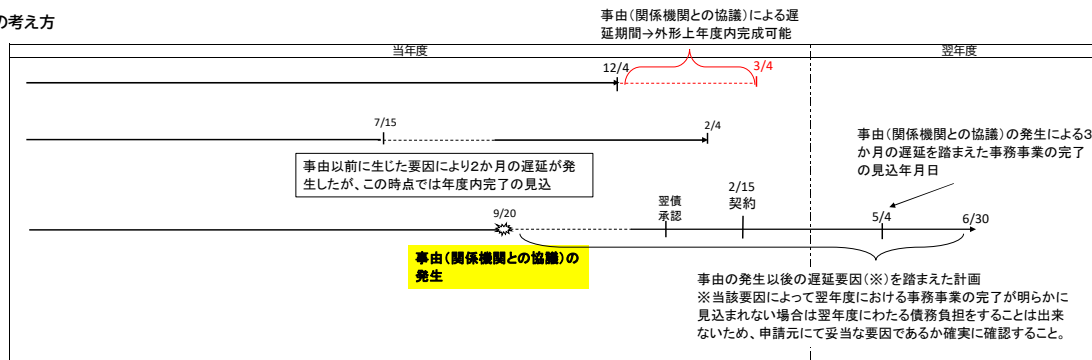 の考え方
事由(関係機関との協議)による遅
延期間→外形上年度内完成可能
当年度
翌年度
12/4
3/4
7/15
2/4
事由以前に生じた要因により2か月の遅延が発
生したが、この時点では年度内完了の見込
事由(関係機関との協議)の発生による3
か月の遅延を踏まえた事務事業の完了
の見込年月日
9/20
翌債
承認
2/15
契約
5/4
6/30
事由(関係機関との協議)の
発生
事由の発生以後の遅延要因(※)を踏まえた計画
※当該要因によって翌年度における事務事業の完了が明らかに
見込まれない場合は翌年度にわたる債務負担をすることは出来
ないため、申請元にて妥当な要因であるか確実に確認すること。